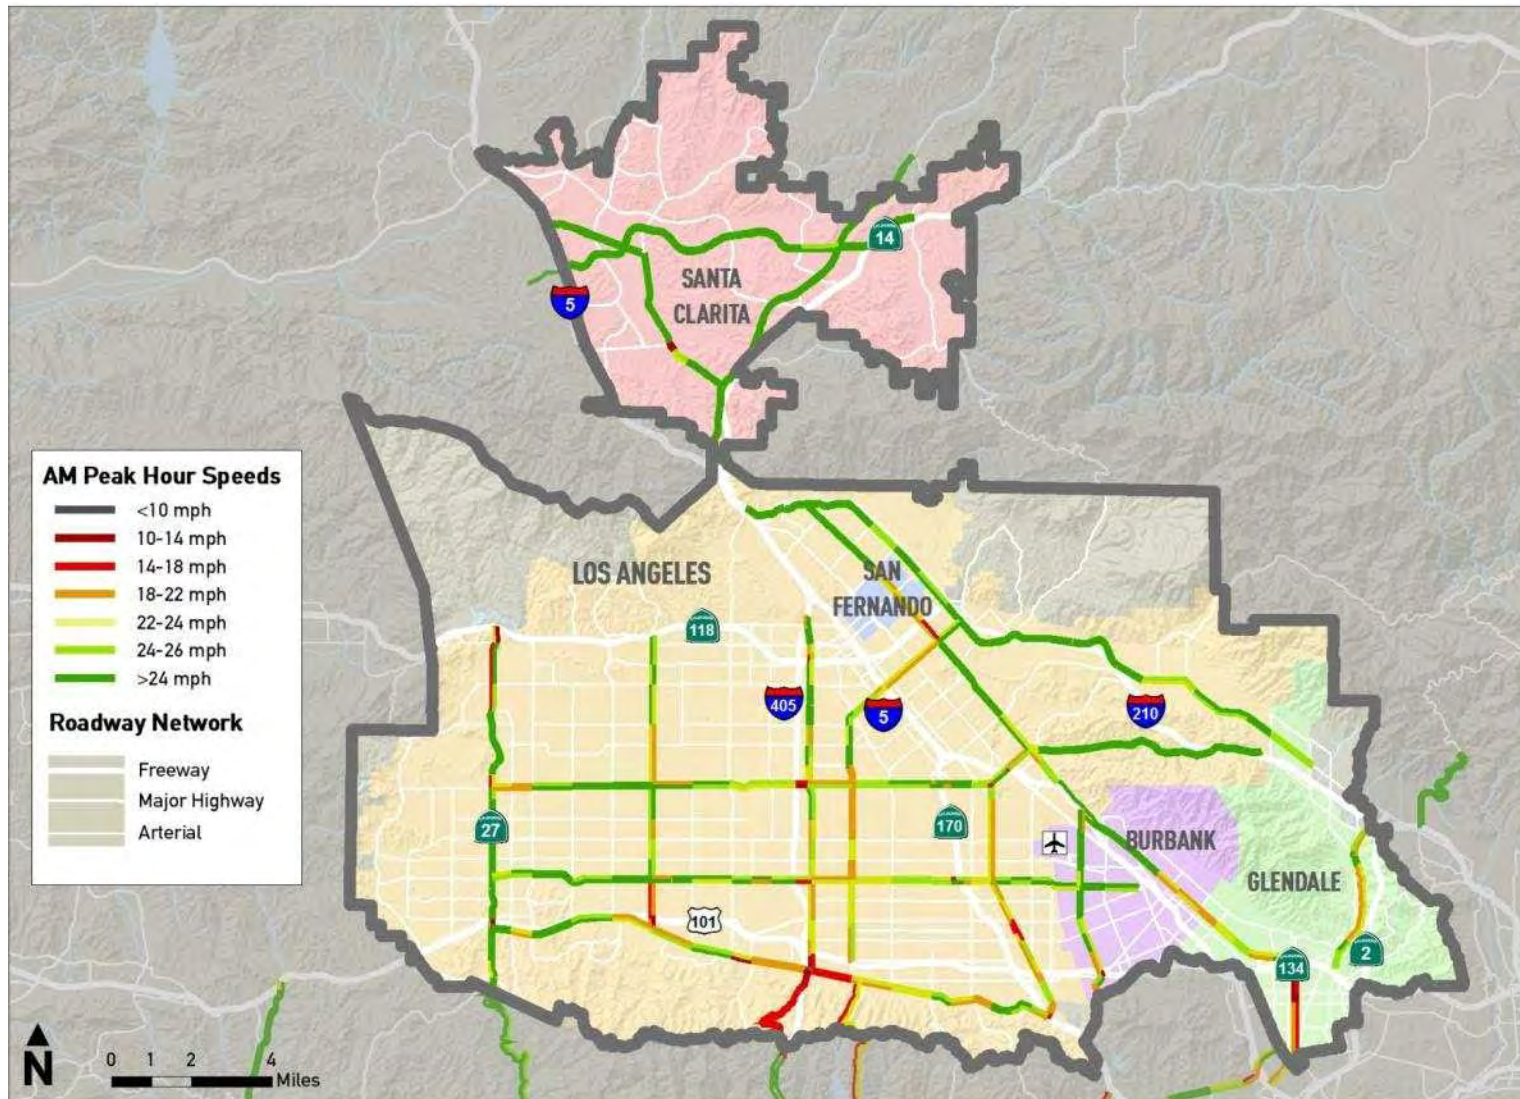 SANTA
CLARITA
14
5
AM Peak Hour Speeds
<10 mph
10-14 mph
14-18 mph
18-22 mph
22-24 mph
24-26 mph
>24 mph
Roadway Network
Freeway
Major Highway
Arterial
LOS ANGELES
SAN
FERNANDO
118
405
5
210
27
170
BURBANK
GLENDALE
101
134
2
N
0 1 2 4
Miles